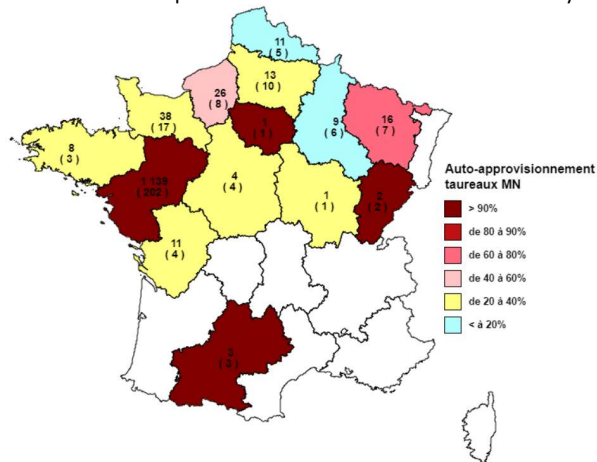 11
( 5 )
13
( 10 )
26
( 8 )
38
( 17 )
9
( 6 )
16
( 7 )
1
( 1 )
8
( 3 )
1 139
( 202 )
4
( 4 )
1
( 1 )
2
( 2 )
11
( 4 )
3
( 3 )
Auto-approvisionnement
taureaux MN
> 90%
de 80 à 90%
de 60 à 80%
de 40 à 60%
de 20 à 40%
< à 20%